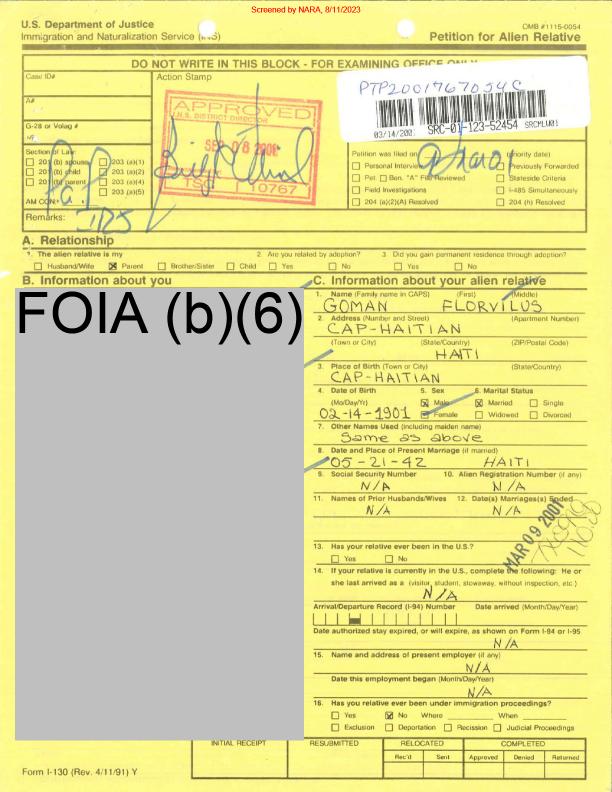 Screened by NARA, 8/11/2023
U.S. Department of Justice
Immigration and Naturalization Service (INS)
OMB #1115-0054
Petition for Alien Relative
DO NOT WRITE IN THIS BLOCK - FOR EXAMINING OFFICE ONLY
Case ID#
Action Stamp
A#
G-28 or Volag #
Section of Law:
201 (b) spouse
203 (a)(1)
201 (b) child
203 (a)(2)
201 (b) parent
203 (a)(4)
203 (a)(5)
AM CON:
Remarks:
APPROVED
I.N.S. DISTRICT DIRECTOR
SEP 08
TSC
10767
03/14/200
SRC-01-123-52454 SRCMLW01
Petition was filed on
(priority date)
Personal Interview
Previously Forwarded
Pet. Ben. "A" File Reviewed
Stateside Criteria
Field Investigations
I-485 Simultaneously
204 (a)(2)(A) Resolved
204 (h) Resolved
A. Relationship
1. The alien relative is my
2. Are you related by adoption?
3. Did you gain permanent residence through adoption?
Husband/Wife
Parent
Brother/Sister
Child
Yes
No
Yes
No
B. Information about you
FOIA (b)(6)
C. Information about your alien relative
1. Name (Family name in CAPS) (First) (Middle)
GOMAN FLORVILUS
2. Address (Number and Street) (Apartment Number)
CAP-HAITIAN
(Town or City) (State/Country) (ZIP/Postal Code)
HAITI
3. Place of Birth (Town or City) (State/Country)
CAP-HAITIAN
4. Date of Birth 5. Sex 6. Marital Status
(Mo/Day/Yr) Male Married Single
02-14-1901 Female Widowed Divorced
7. Other Names Used (including maiden name)
Same as above
8. Date and Place of Present Marriage (if married)
05-21-42 HAITI
9. Social Security Number 10. Alien Registration Number (if any)
N/A N/A
11. Names of Prior Husbands/Wives 12. Date(s) Marriages(s) Ended
N/A N/A
MAR 09 2001
13. Has your relative ever been in the U.S.?
Yes No
14. If your relative is currently in the U.S., complete the following: He or
she last arrived as a (visitor, student, stowaway, without inspection, etc.)
N/A
Arrival/Departure Record (I-94) Number Date arrived (Month/Day/Year)
Date authorized stay expired, or will expire, as shown on Form I-94 or I-95
N/A
15. Name and address of present employer (if any)
N/A
Date this employment began (Month/Day/Year)
N/A
16. Has you relative ever been under immigration proceedings?
Yes No Where When
Exclusion Deportation Recission Judicial Proceedings
INITIAL RECEIPT
RESUBMITTED
RELOCATED
COMPLETED
Rec'd
Sent
Approved
Denied
Returned
Form I-130 (Rev. 4/11/91) Y